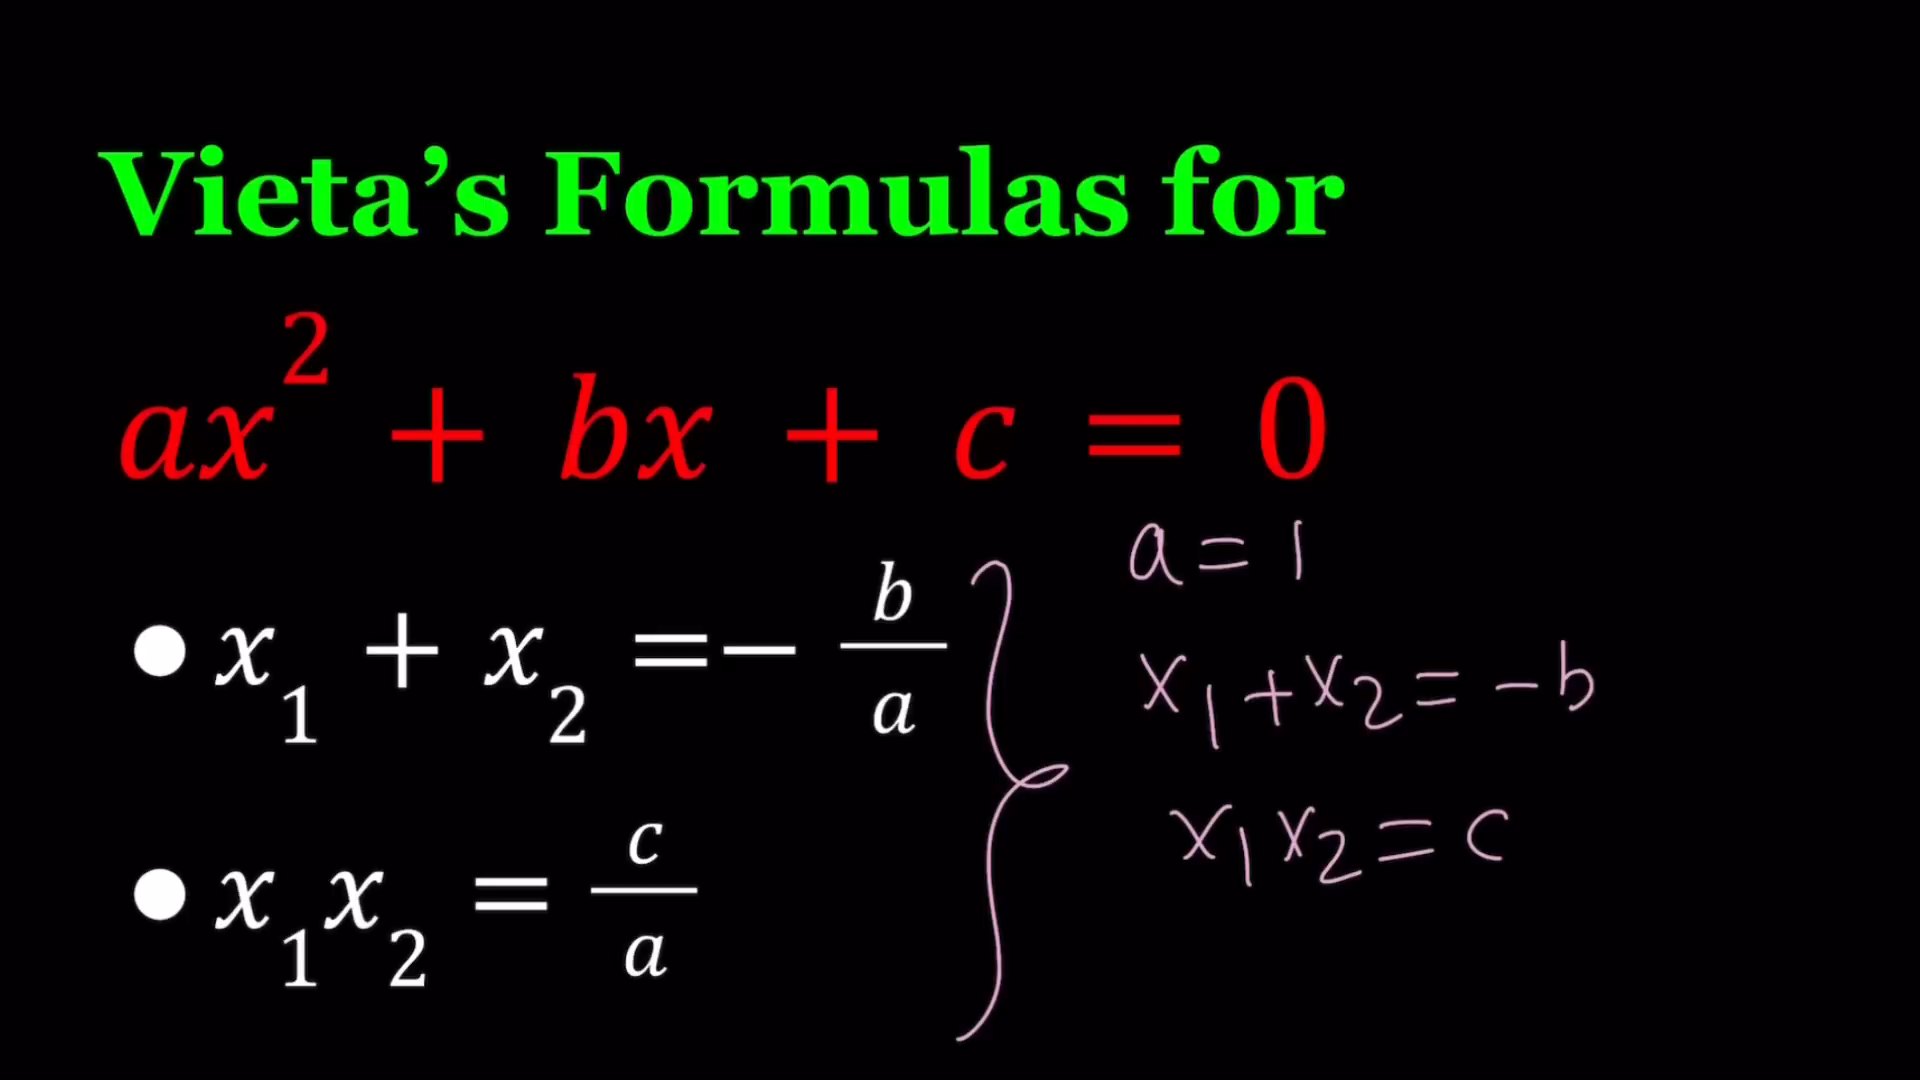 Vieta’s Formulas for
ax² + bx + c = 0
● x₁ + x₂ =− b/a
● x₁x₂ = c/a
a = 1
x₁+x₂ = -b
x₁x₂ = c